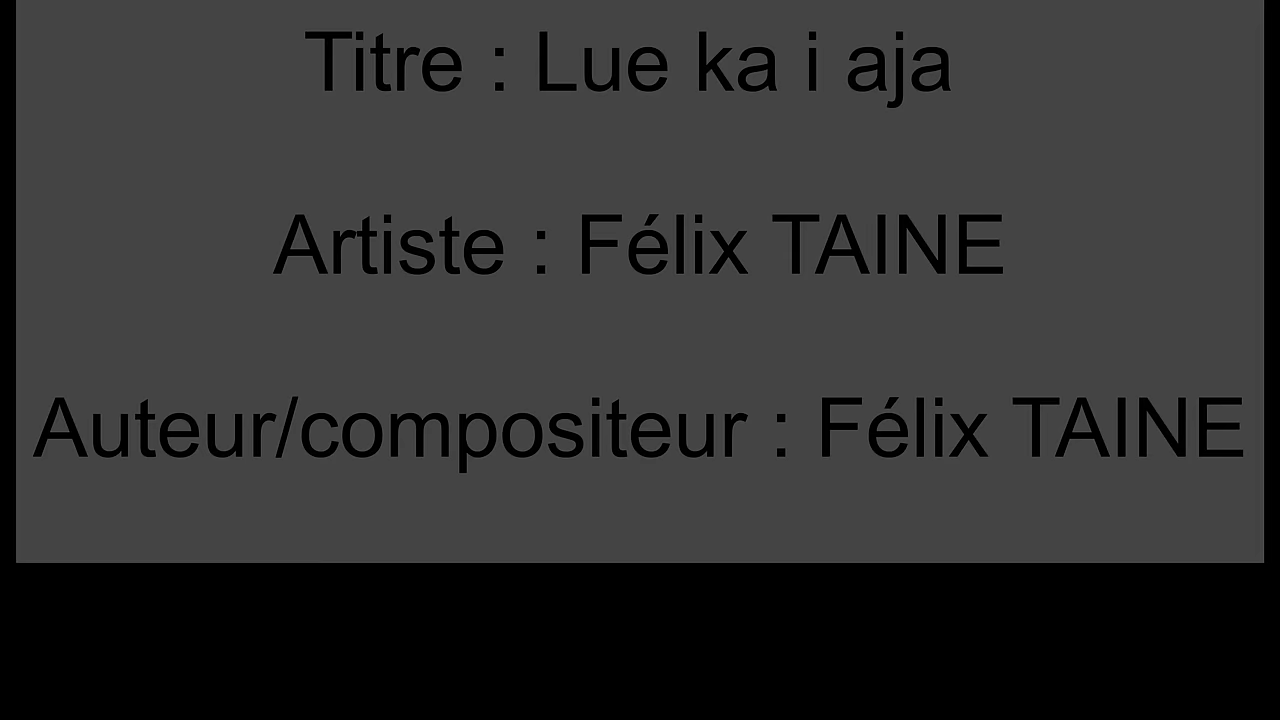 Titre : Lue ka i aja
Artiste : Félix TAINE
Auteur/compositeur : Félix TAINE